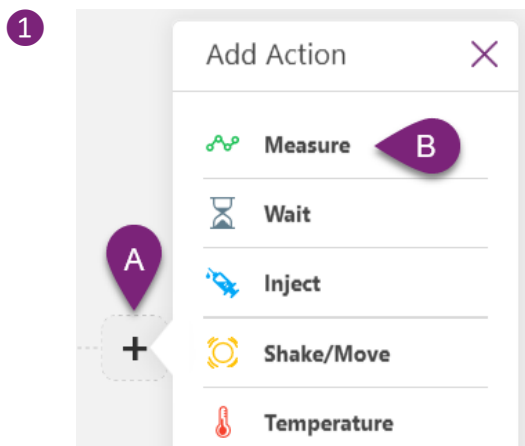 1
Add Action
Measure
B
Wait
A
Inject
+
Shake/Move
Temperature